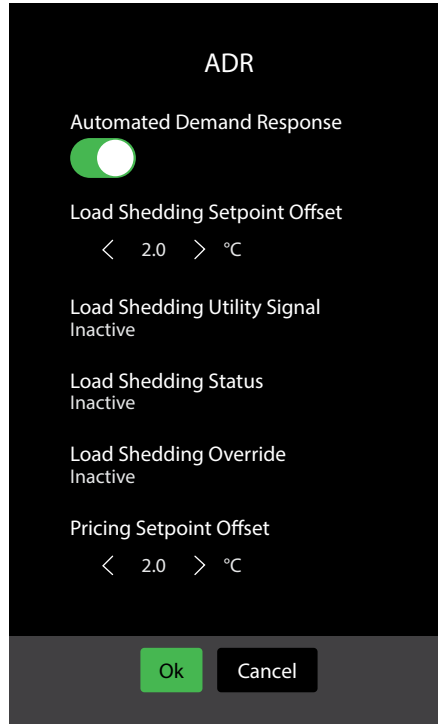 ADR
Automated Demand Response
Load Shedding Setpoint Offset
< 2.0 > °C
Load Shedding Utility Signal
Inactive
Load Shedding Status
Inactive
Load Shedding Override
Inactive
Pricing Setpoint Offset
< 2.0 > °C
Ok Cancel